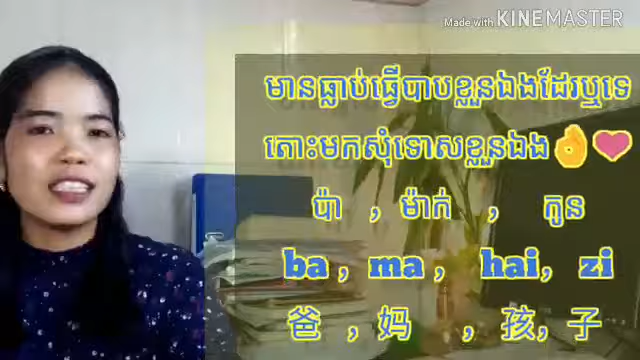 Made with KINEMASTER
មានធ្លាប់ធ្វើបាបខ្លួនឯងដែរឬទេ
តោះមកសុំទោសខ្លួនឯង👌💗
ប៉ា , ម៉ាក់ , កូន
ba , ma , hai, zi
爸 , 妈 , 孩, 子